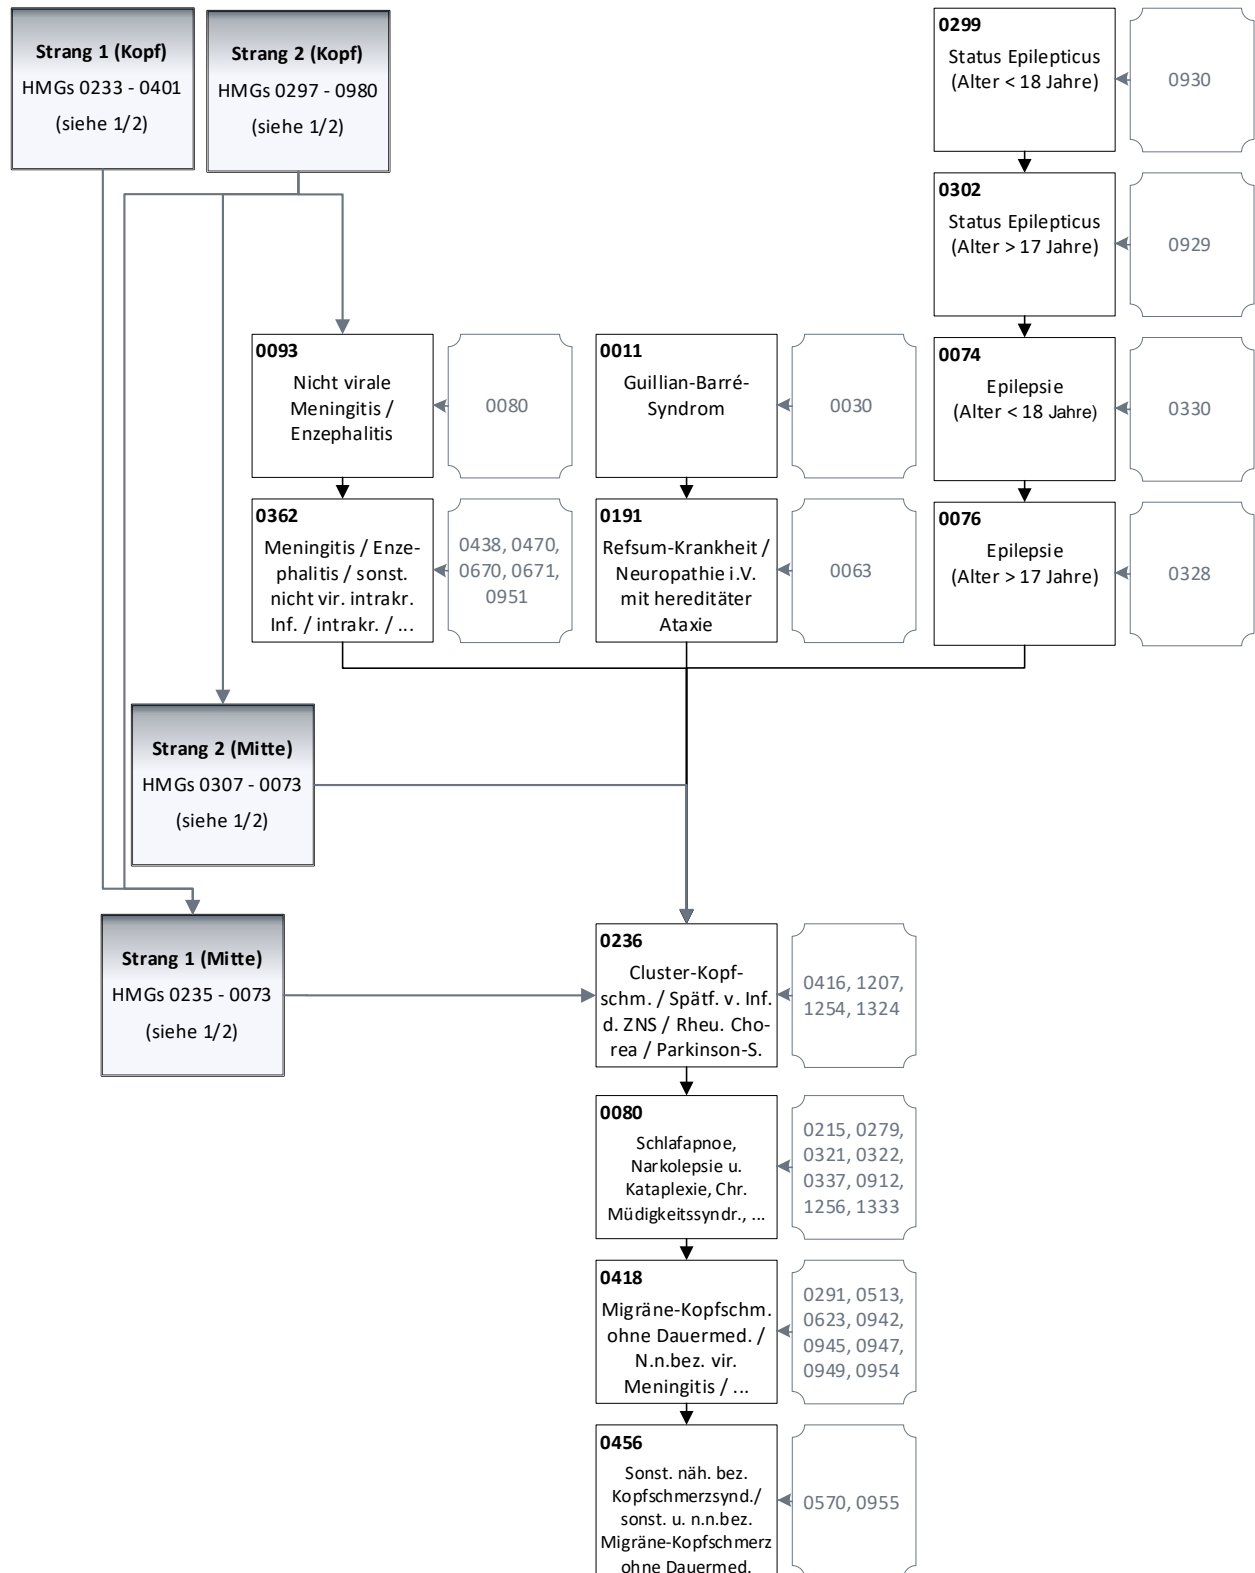 Strang 1 (Kopf)
HMGs 0233 - 0401
(siehe 1/2)
Strang 2 (Kopf)
HMGs 0297 - 0980
(siehe 1/2)
0299
Status Epilepticus
(Alter < 18 Jahre)
0930
0302
Status Epilepticus
(Alter > 17 Jahre)
0929
0093
Nicht virale
Meningitis /
Enzephalitis
0080
0011
Guillian-Barré-
Syndrom
0030
0074
Epilepsie
(Alter < 18 Jahre)
0330
0362
Meningitis / Enze-
phalitis / sonst.
nicht vir. intrakr.
Inf. / intrakr. / ...
0438, 0470,
0670, 0671,
0951
0191
Refsum-Krankheit /
Neuropathie i.V.
mit hereditäter
Ataxie
0063
0076
Epilepsie
(Alter > 17 Jahre)
0328
Strang 2 (Mitte)
HMGs 0307 - 0073
(siehe 1/2)
Strang 1 (Mitte)
HMGs 0235 - 0073
(siehe 1/2)
0236
Cluster-Kopf-
schm. / Spätf. v. Inf.
d. ZNS / Rheu. Cho-
rea / Parkinson-S.
0416, 1207,
1254, 1324
0080
Schlafapnoe,
Narkolepsie u.
Kataplexie, Chr.
Müdigkeitssyndr., ...
0215, 0279,
0321, 0322,
0337, 0912,
1256, 1333
0418
Migräne-Kopfschm.
ohne Dauermed. /
N.n.bez. vir.
Meningitis / ...
0291, 0513,
0623, 0942,
0945, 0947,
0949, 0954
0456
Sonst. näh. bez.
Kopfschmerzsynd./
sonst. u. n.n.bez.
Migräne-Kopfschmerz
ohne Dauermed.
0570, 0955